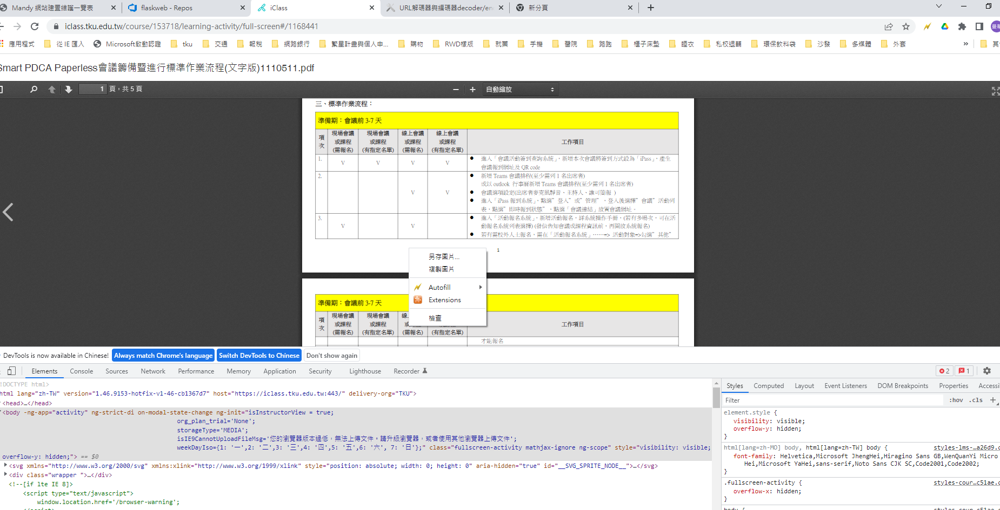 Mandy 網站建置維護一覽表
flaskweb - Repos
iClass
URL解碼器與編碼器decoder/en
新分頁
iclass.tku.edu.tw/course/153718/learning-activity/full-screen#/1168441
應用程式
從 IE 匯入
Microsoft啟動認證
tku
交通
報稅
網路銀行
繁星計畫與個人申...
購物
RWD樣版
就業
手機
醫院
路跑
櫃子床墊
睡衣
私校退輔
環保飲料袋
沙發
多媒體
外套
»
Smart PDCA Paperless會議籌備暨進行標準作業流程(文字版)1110511.pdf
1 頁，共 5 頁
自動縮放
三、標準作業流程：
準備期：會議前 3-7 天
項次
現場會議或課程(需報名)
現場會議或課程(有指定名單)
線上會議或課程(需報名)
線上會議或課程(有指定名單)
工作項目
1. V V V V
● 進入「會議活動簽到查詢系統」，新增本次會議將簽到方式設為「iPass」，產生
會議報到網址及 QR code
2. V V
● 新增 Teams 會議排程(至少需列 1 名出席者)
或以 outlook 行事曆新增 Teams 會議排程(至少需列 1 名出席者)
● 會議選項設定(出席者麥克風靜音、主持人、誰可簡報 )
● 進入「iPass 報到系統」，點選”登入”或”管理”，登入後選擇”會議”活動列
表，點選”即時報到狀態”，點選「會議連結」放置會議網址。
3. V V
● 進入「活動報名系統」，新增活動報名，詳系統操作手冊，(若有多場次，可在活
動報名系統列表選擇) (發信告知會議或課程資訊前，再開放系統報名)
● 若有需校外人士報名，需在「活動報名系統」……=> 活動對象=>勾選”其他”
1
另存圖片...
複製圖片
Autofill
Extensions
檢查
準備期：會議前 3-7 天
項次
現場會議或課程(需報名)
現場會議或課程(有指定名單)
線
(需報名)
(有指定名單)
工作項目
才能報名
DevTools is now available in Chinese!
Always match Chrome's language
Switch DevTools to Chinese
Don't show again
Elements
Console
Sources
Network
Performance
Memory
Application
Security
Lighthouse
Recorder
2
1
!DOCTYPE html>
html lang="zh-TW" version="1.46.9153-hotfix-v1-46-cb1367d7" host="https://iclass.tku.edu.tw:443/" delivery-org="TKU">
<head>…</head>
<body -ng-app="activity" ng-strict-di on-modal-state-change ng-init="isInstructorView = true;
org_plan_trial='None';
storageType='MEDIA';
isIE9CannotUploadFileMsg='您的瀏覽器版本過低，無法上傳文件。請升級瀏覽器，或者使用其他瀏覽器上傳文件';
weekDayIso={1: '一',2: '二',3: '三',4: '四',5: '五',6: '六', 7: '日'};" class="fullscreen-activity mathjax-ignore ng-scope" style="visibility: visible;
overflow-y: hidden;"> == $0
<svg xmlns="http://www.w3.org/2000/svg" xmlns:xlink="http://www.w3.org/1999/xlink" style="position: absolute; width: 0; height: 0" aria-hidden="true" id="__SVG_SPRITE_NODE__">…</svg>
<div class="wrapper ">…</div>
<!--[if lte IE 8]>
<script type="text/javascript">
window.location.href='/browser-warning';
Styles
Computed
Layout
Event Listeners
DOM Breakpoints
Properties
Accessi
Filter
:hov .cls +
element.style {
visibility: visible;
overflow-y: hidden;
}
html[lang=zh-MO] body, html[lang=zh-TW] body {
styles-lms-…a26d9.c
font-family: Helvetica,Microsoft JhengHei,Hiragino Sans GB,WenQuanYi Micro
Hei,Microsoft YaHei,sans-serif,Noto Sans CJK SC,Code2001,Code2002;
}
.fullscreen-activity {
styles-cour…c51ae.c
overflow-x: hidden;
}
body {
styles-cour…c51ae.c